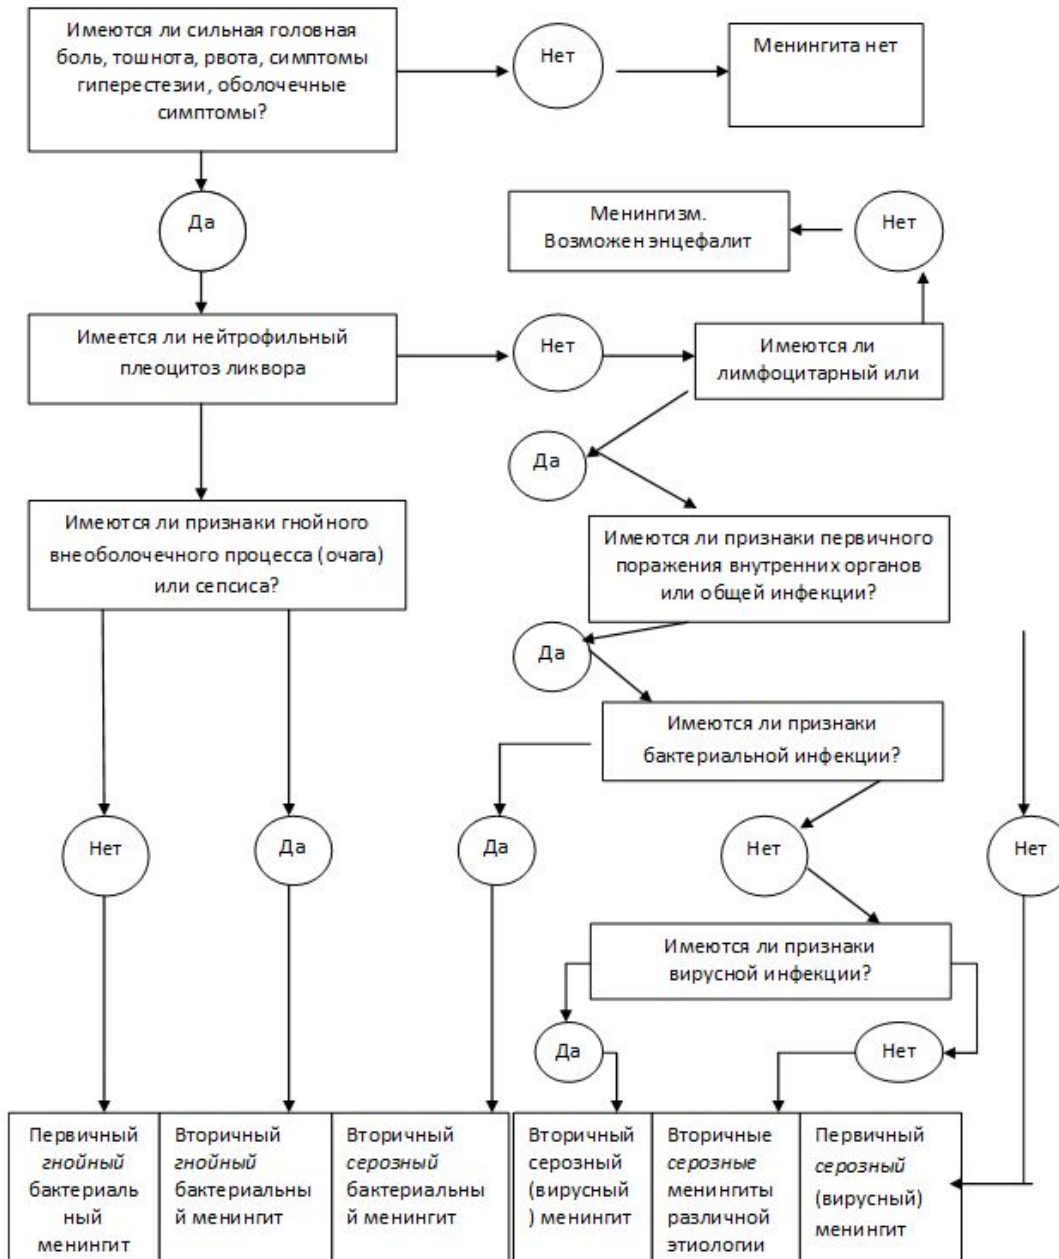 Имеются ли сильная головная
боль, тошнота, рвота, симптомы
гиперестезии, оболочечные
симптомы?
Нет
Менингита нет
Да
Менингизм.
Возможен энцефалит
Нет
Имеется ли нейтрофильный
плеоцитоз ликвора
Нет
Имеются ли
лимфоцитарный или
Да
Имеются ли признаки гнойного
внеоболочечного процесса (очага)
или сепсиса?
Имеются ли признаки первичного
поражения внутренних органов
или общей инфекции?
Да
Имеются ли признаки
бактериальной инфекции?
Нет
Да
Да
Нет
Нет
Имеются ли признаки
вирусной инфекции?
Да
Нет
Первичный
гнойный
бактериаль
ный
менингит
Вторичный
гнойный
бактериальны
й менингит
Вторичный
серозный
бактериальны
й менингит
Вторичный
серозный
(вирусный
) менингит
Вторичные
серозные
менингиты
различной
этиологии
Первичный
серозный
(вирусный)
менингит